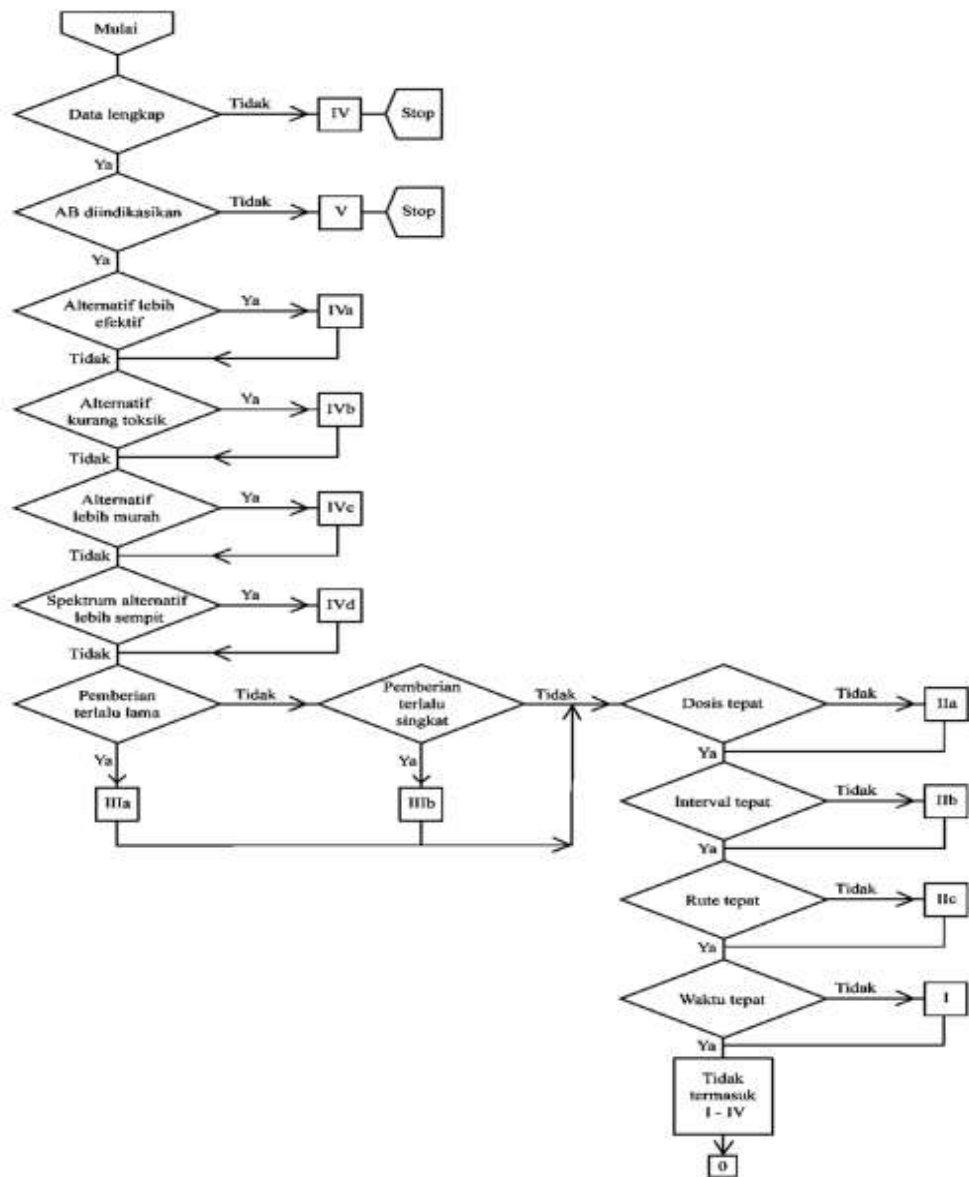 Mulai
Data lengkap
Tidak
IV
Stop
Ya
AB diindikasikan
Tidak
V
Stop
Ya
Alternatif lebih
efektif
Ya
IVa
Tidak
Alternatif
kurang toksik
Ya
IVb
Tidak
Alternatif
lebih murah
Ya
IVc
Tidak
Spektrum alternatif
lebih sempit
Ya
IVd
Tidak
Pemberian
terlalu lama
Tidak
Ya
IIIa
Pemberian
terlalu
singkat
Tidak
Ya
IIIb
Dosis tepat
Tidak
IIa
Ya
Interval tepat
Tidak
IIb
Ya
Rute tepat
Tidak
IIc
Ya
Waktu tepat
Tidak
I
Ya
Tidak
termasuk
I - IV
0